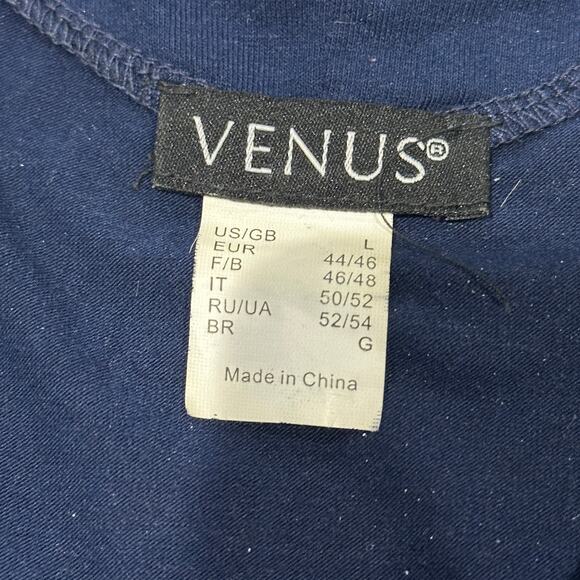 VENUS®
US/GB L
EUR 44/46
F/B 46/48
IT 50/52
RU/UA 52/54
BR G
Made in China